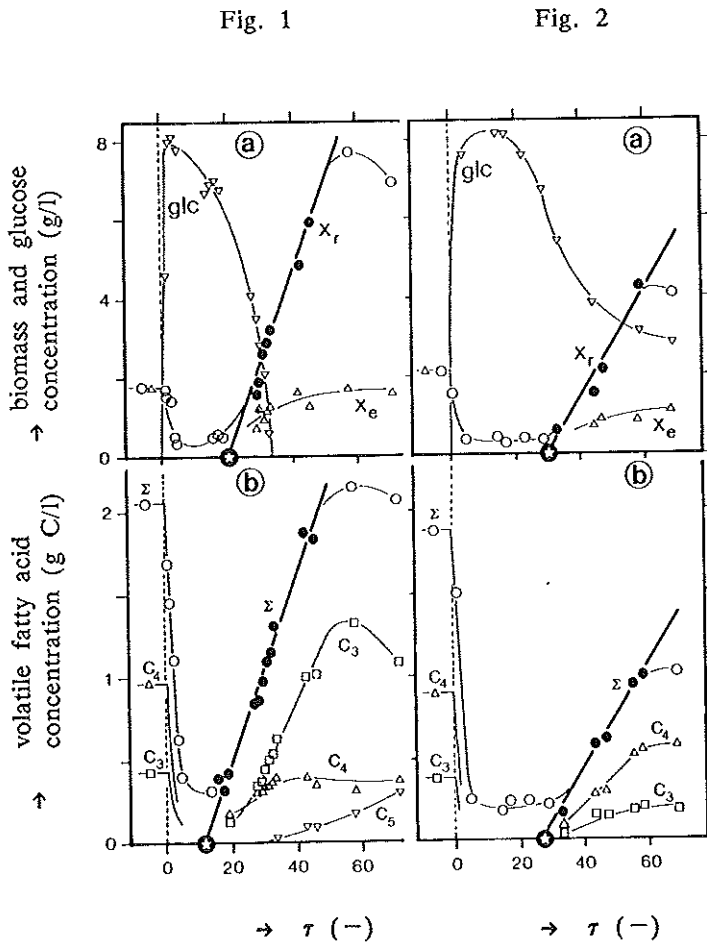 Fig. 1
Fig. 2
→ biomass and glucose
concentration (g/l)
8
4
0
a
glc
Xr
Xe
a
glc
Xr
Xe
→ volatile fatty acid
concentration (g C/l)
2
1
0
b
Σ
C4
C3
Σ
C3
C4
C5
b
Σ
C4
C3
Σ
C4
C3
0 20 40 60
0 20 40 60
→ τ (−)
→ τ (−)